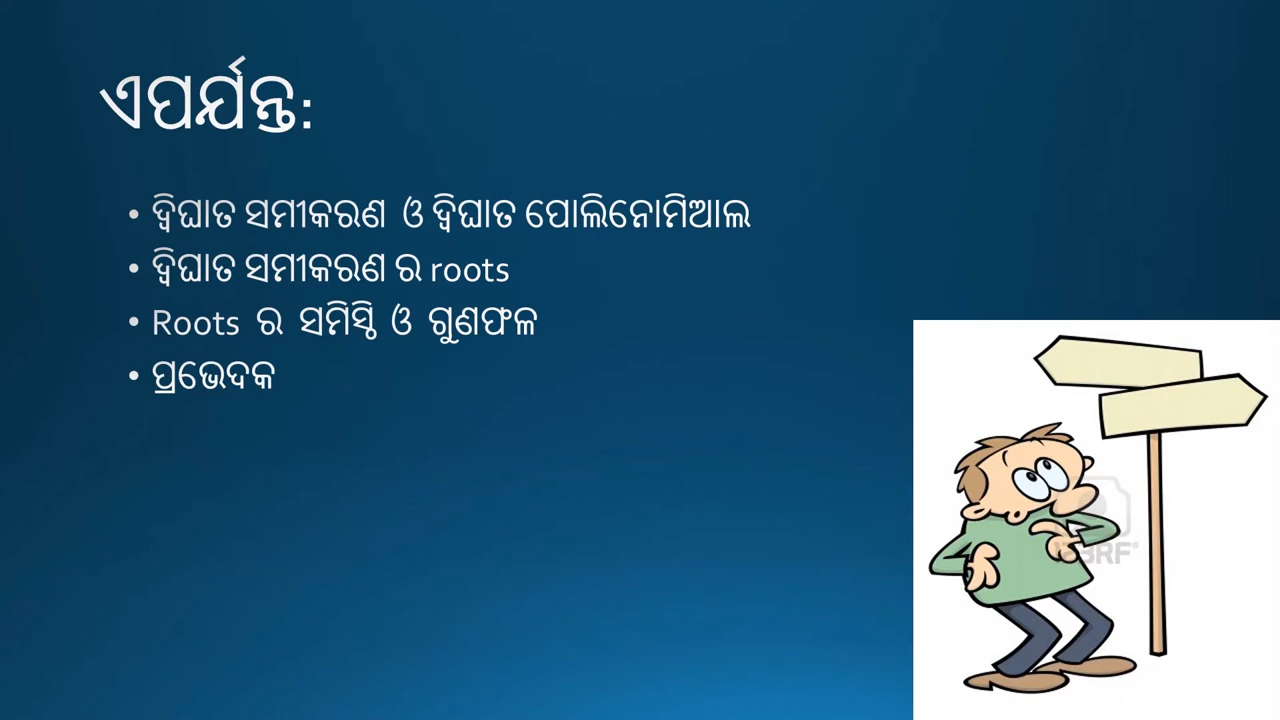 ଏପର୍ଯନ୍ତ:
• ଦ୍ଵିଘାତ ସମୀକରଣ ଓ ଦ୍ଵିଘାତ ପୋଲିନୋମିଆଲ
• ଦ୍ଵିଘାତ ସମୀକରଣ ର roots
• Roots ର ସମିସ୍ଠି ଓ ଗୁଣଫଳ
• ପ୍ରଭେଦକ